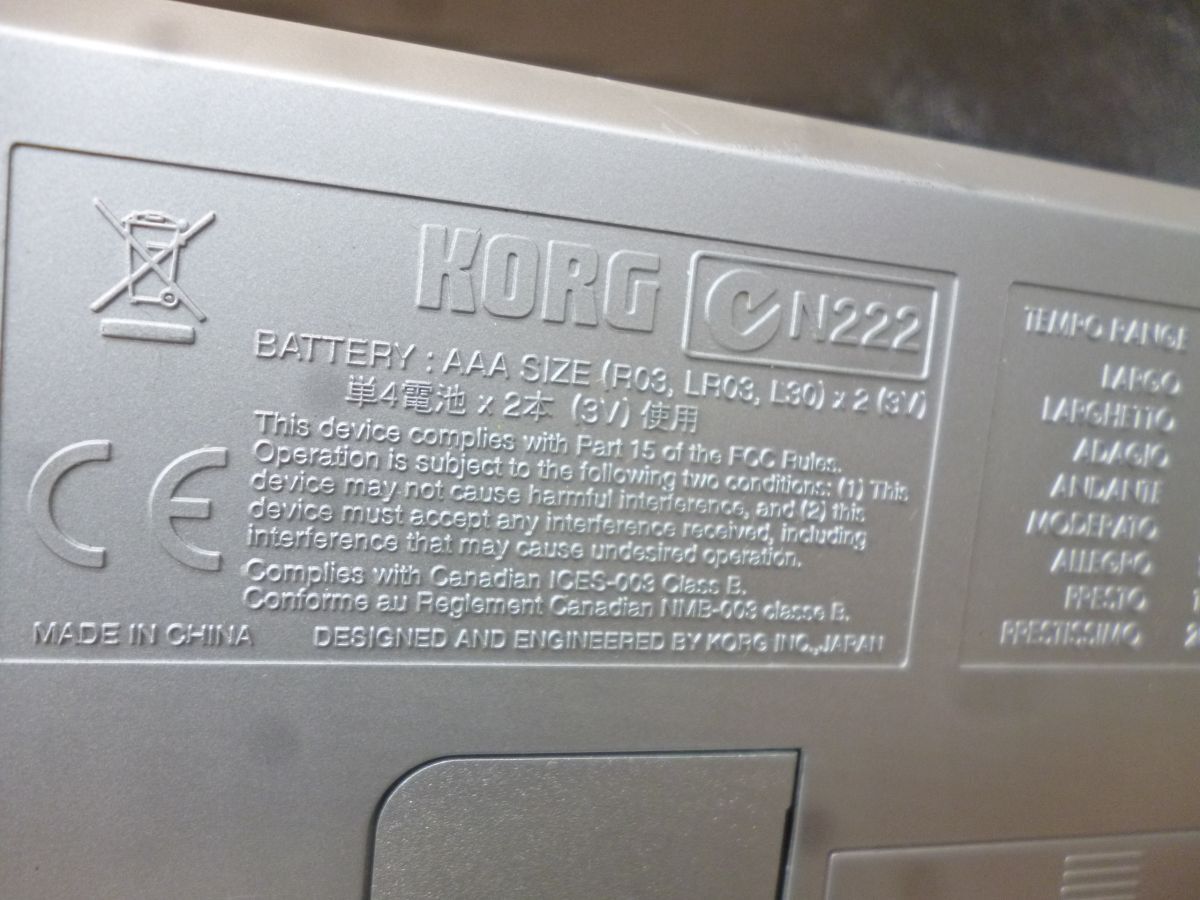 KORG
N222
BATTERY : AAA SIZE (R03, LR03, L30) x 2 (3V)
単4電池 x 2本 (3V) 使用
This device complies with Part 15 of the FCC Rules.
Operation is subject to the following two conditions: (1) This
device may not cause harmful interference, and (2) this
device must accept any interference received, including
interference that may cause undesired operation.
Complies with Canadian ICES-003 Class B.
Conforme au Reglement Canadian NMB-003 classe B.
CE
MADE IN CHINA
DESIGNED AND ENGINEERED BY KORG INC.,JAPAN
TEMPO RANGE
LARGO
LARGHETTO
ADAGIO
ANDANTE
MODERATO
ALLEGRO
PRESTO
PRESTISSIMO